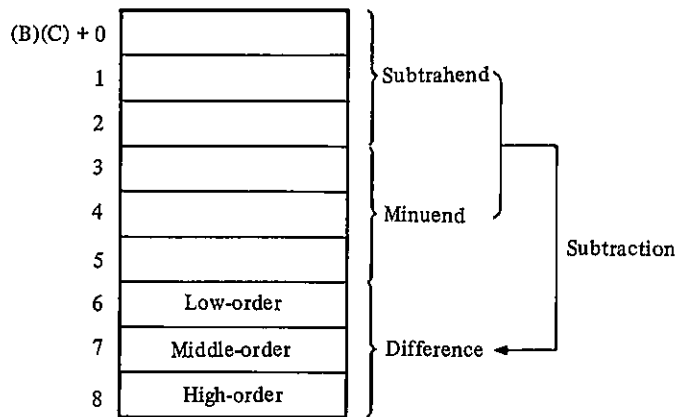 (B)(C) + 0
1
Subtrahend
2
3
4
Minuend
Subtraction
5
6 Low-order
7 Middle-order
Difference
8 High-order